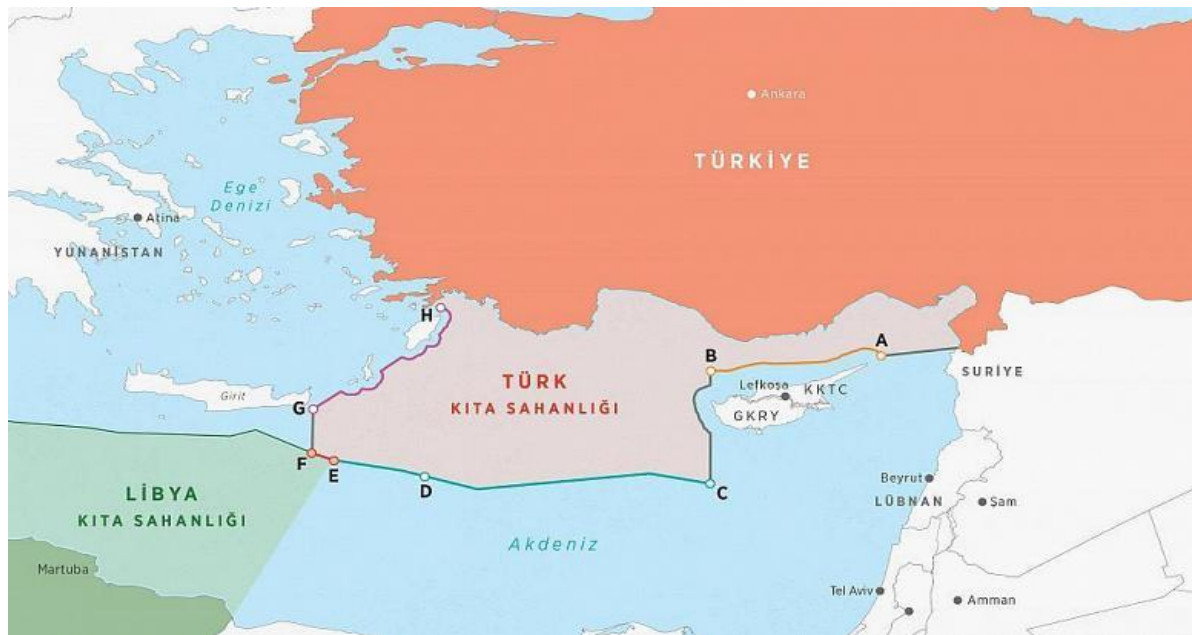 Ankara
TÜRKİYE
Ege
Denizi
Atina
YUNANİSTAN
H
A
B
SURİYE
TÜRK
KITA SAHANLIĞI
Lefkoşa
KKTC
GKRY
Girit
G
F
E
D
C
LİBYA
KITA SAHANLIĞI
Beyrut
LÜBNAN
Şam
Akdeniz
Martuba
Tel Aviv
Amman